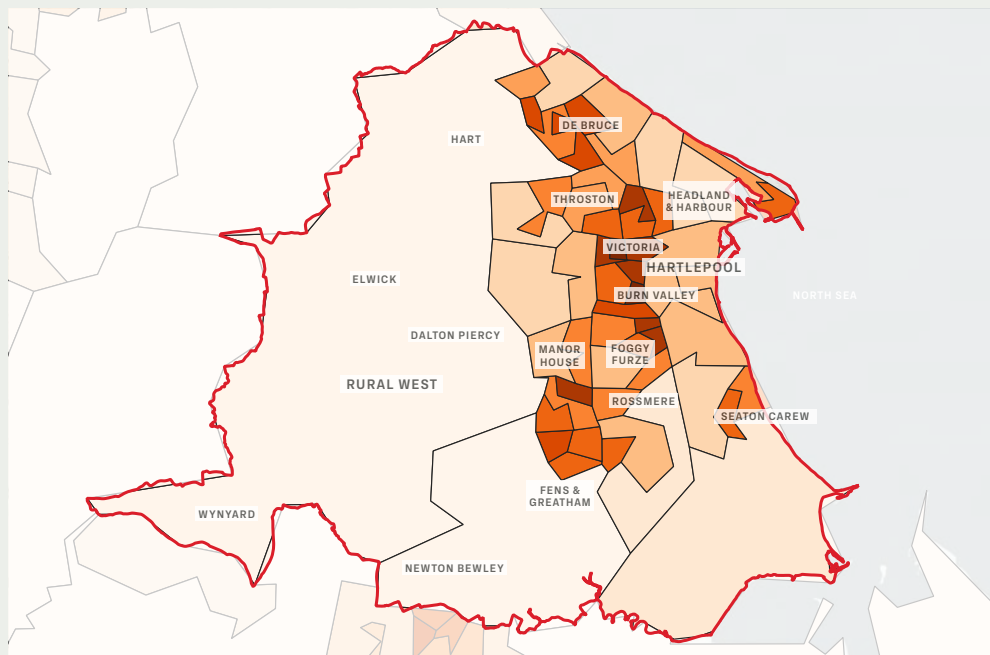 DE BRUCE
HART
THROSTON
HEADLAND
& HARBOUR
VICTORIA
HARTLEPOOL
ELWICK
BURN VALLEY
NORTH SEA
DALTON PIERCY
MANOR
HOUSE
FOGGY
FURZE
RURAL WEST
ROSSMERE
SEATON CAREW
FENS &
GREATHAM
WYNYARD
NEWTON BEWLEY